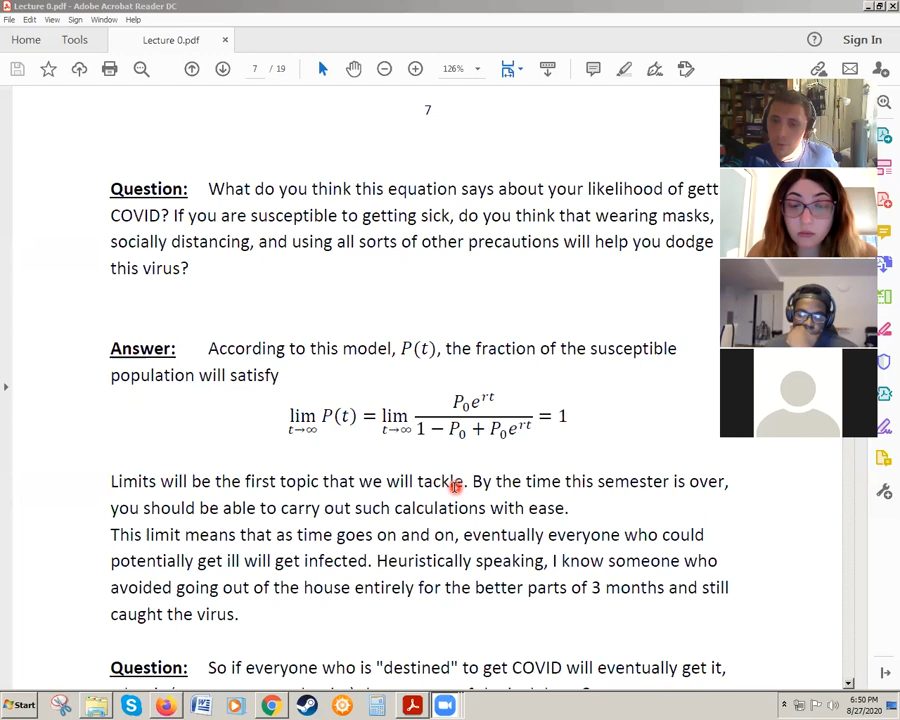 Lecture 0.pdf - Adobe Acrobat Reader DC
File Edit View Sign Window Help
Home Tools Lecture 0.pdf × Sign In
7 / 19 126%
7
Question: What do you think this equation says about your likelihood of gett
COVID? If you are susceptible to getting sick, do you think that wearing masks,
socially distancing, and using all sorts of other precautions will help you dodge
this virus?
Answer: According to this model, P(t), the fraction of the susceptible
population will satisfy
lim t→∞ P(t) = lim t→∞ P₀eʳᵗ / (1 − P₀ + P₀eʳᵗ) = 1
Limits will be the first topic that we will tackle. By the time this semester is over,
you should be able to carry out such calculations with ease.
This limit means that as time goes on and on, eventually everyone who could
potentially get ill will get infected. Heuristically speaking, I know someone who
avoided going out of the house entirely for the better parts of 3 months and still
caught the virus.
Question: So if everyone who is "destined" to get COVID will eventually get it,
Start 6:50 PM
8/27/2020